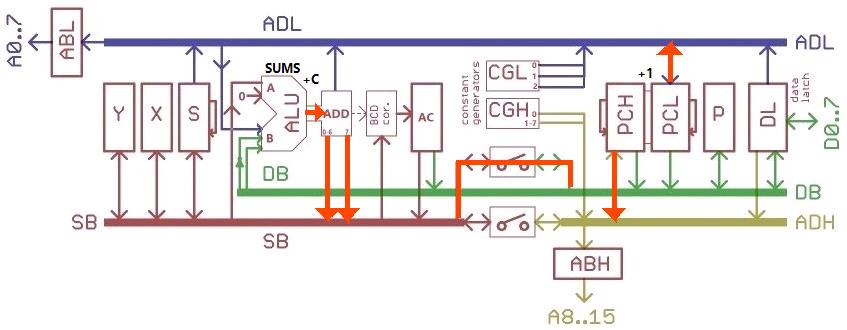 A0..7
ABL
ADL
ADL
SUMS
+C
0
A
B
ALU
ADD
0-6
7
BCD
cor.
AC
Y
X
S
constant
generators
CGL
0
1
2
CGH
0
1-7
+1
PCH
PCL
P
DL
data
latch
D0..7
DB
DB
SB
SB
ADH
ABH
A8..15